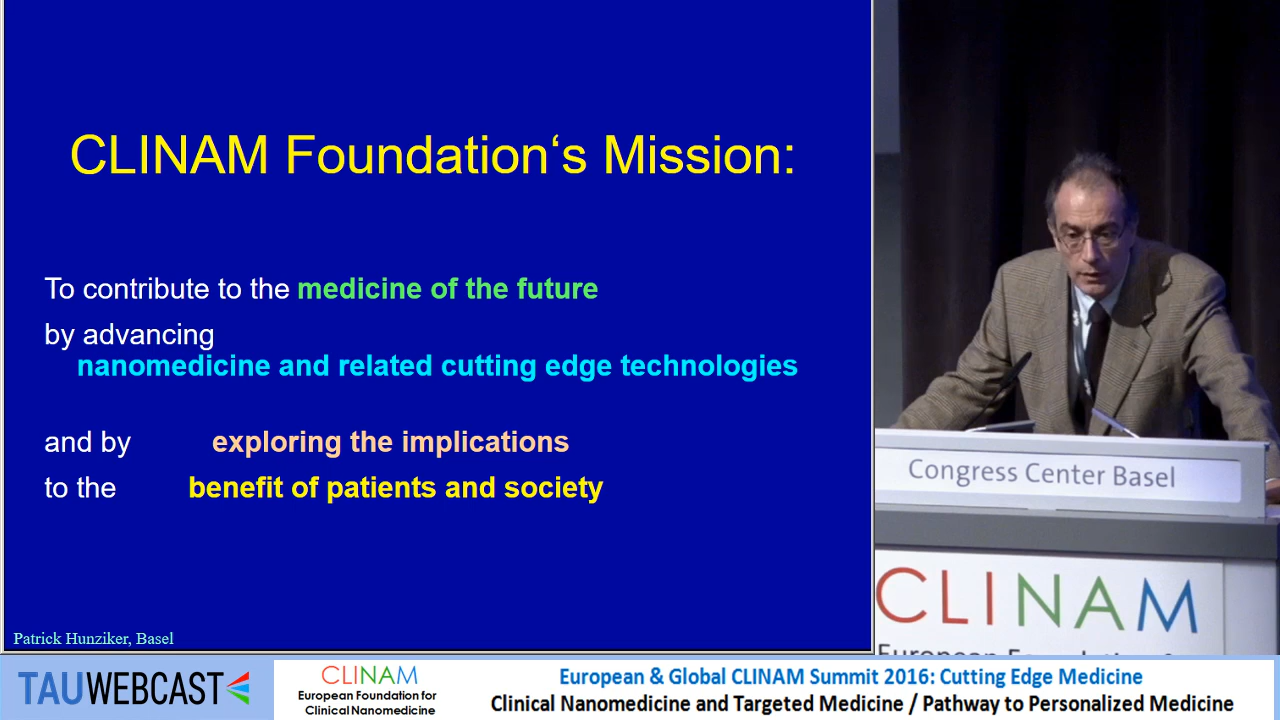 CLINAM Foundation‘s Mission:
To contribute to the medicine of the future
by advancing
nanomedicine and related cutting edge technologies
and by exploring the implications
to the benefit of patients and society
Patrick Hunziker, Basel
Congress Center Basel
CLINAM
European Foundation
TAUWEBCAST
CLINAM
European Foundation for
Clinical Nanomedicine
European & Global CLINAM Summit 2016: Cutting Edge Medicine
Clinical Nanomedicine and Targeted Medicine / Pathway to Personalized Medicine